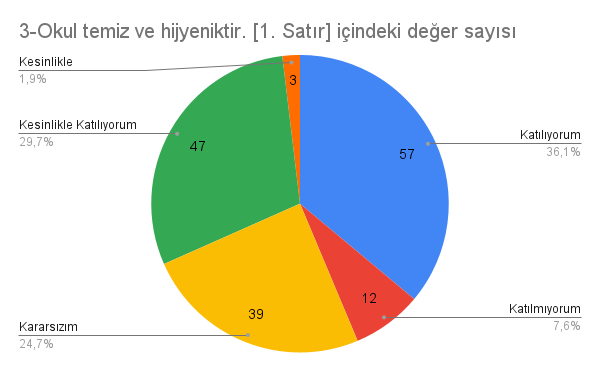 3-Okul temiz ve hijyeniktir. [1. Satır] içindeki değer sayısı
Kesinlikle
1,9%
3
Kesinlikle Katılıyorum
29,7%
47
57
Katılıyorum
36,1%
12
Katılmıyorum
7,6%
39
Kararsızım
24,7%